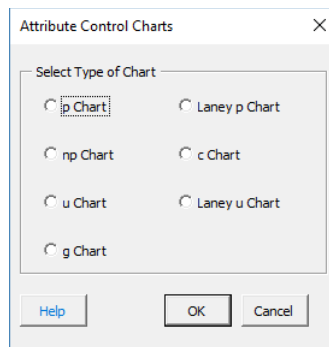 Attribute Control Charts
Select Type of Chart
p Chart
Laney p Chart
np Chart
c Chart
u Chart
Laney u Chart
g Chart
Help
OK
Cancel